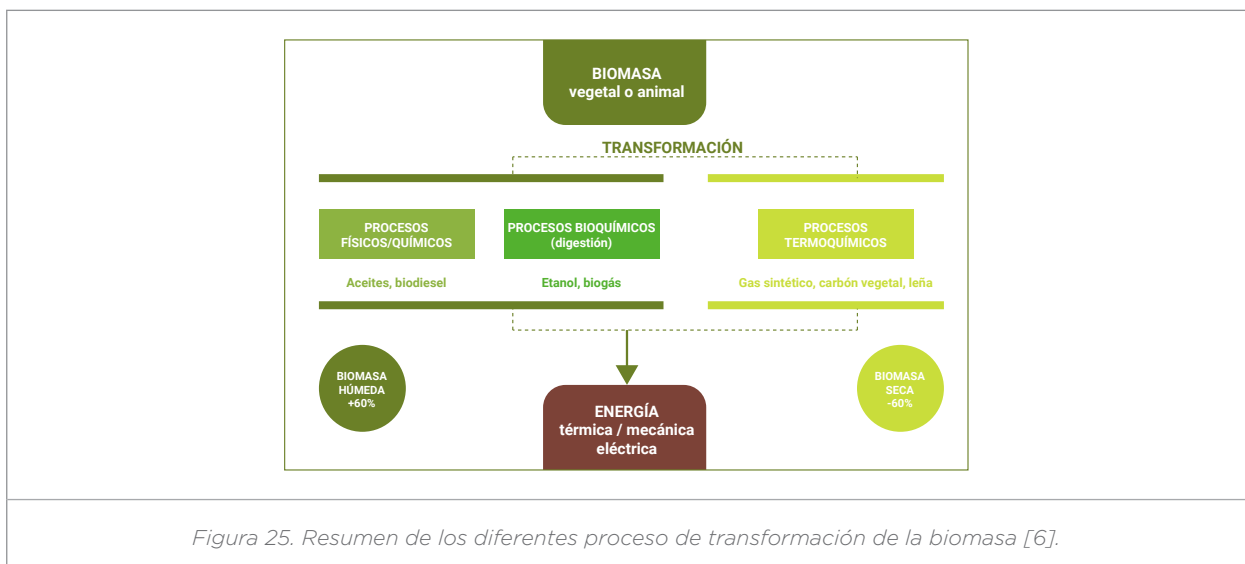 BIOMASA
vegetal o animal
TRANSFORMACIÓN
PROCESOS
FÍSICOS/QUÍMICOS
PROCESOS BIOQUÍMICOS
(digestión)
PROCESOS
TERMOQUÍMICOS
Aceites, biodiesel
Etanol, biogás
Gas sintético, carbón vegetal, leña
BIOMASA
HÚMEDA
+60%
BIOMASA
SECA
-60%
ENERGÍA
térmica / mecánica
eléctrica
Figura 25. Resumen de los diferentes proceso de transformación de la biomasa [6].